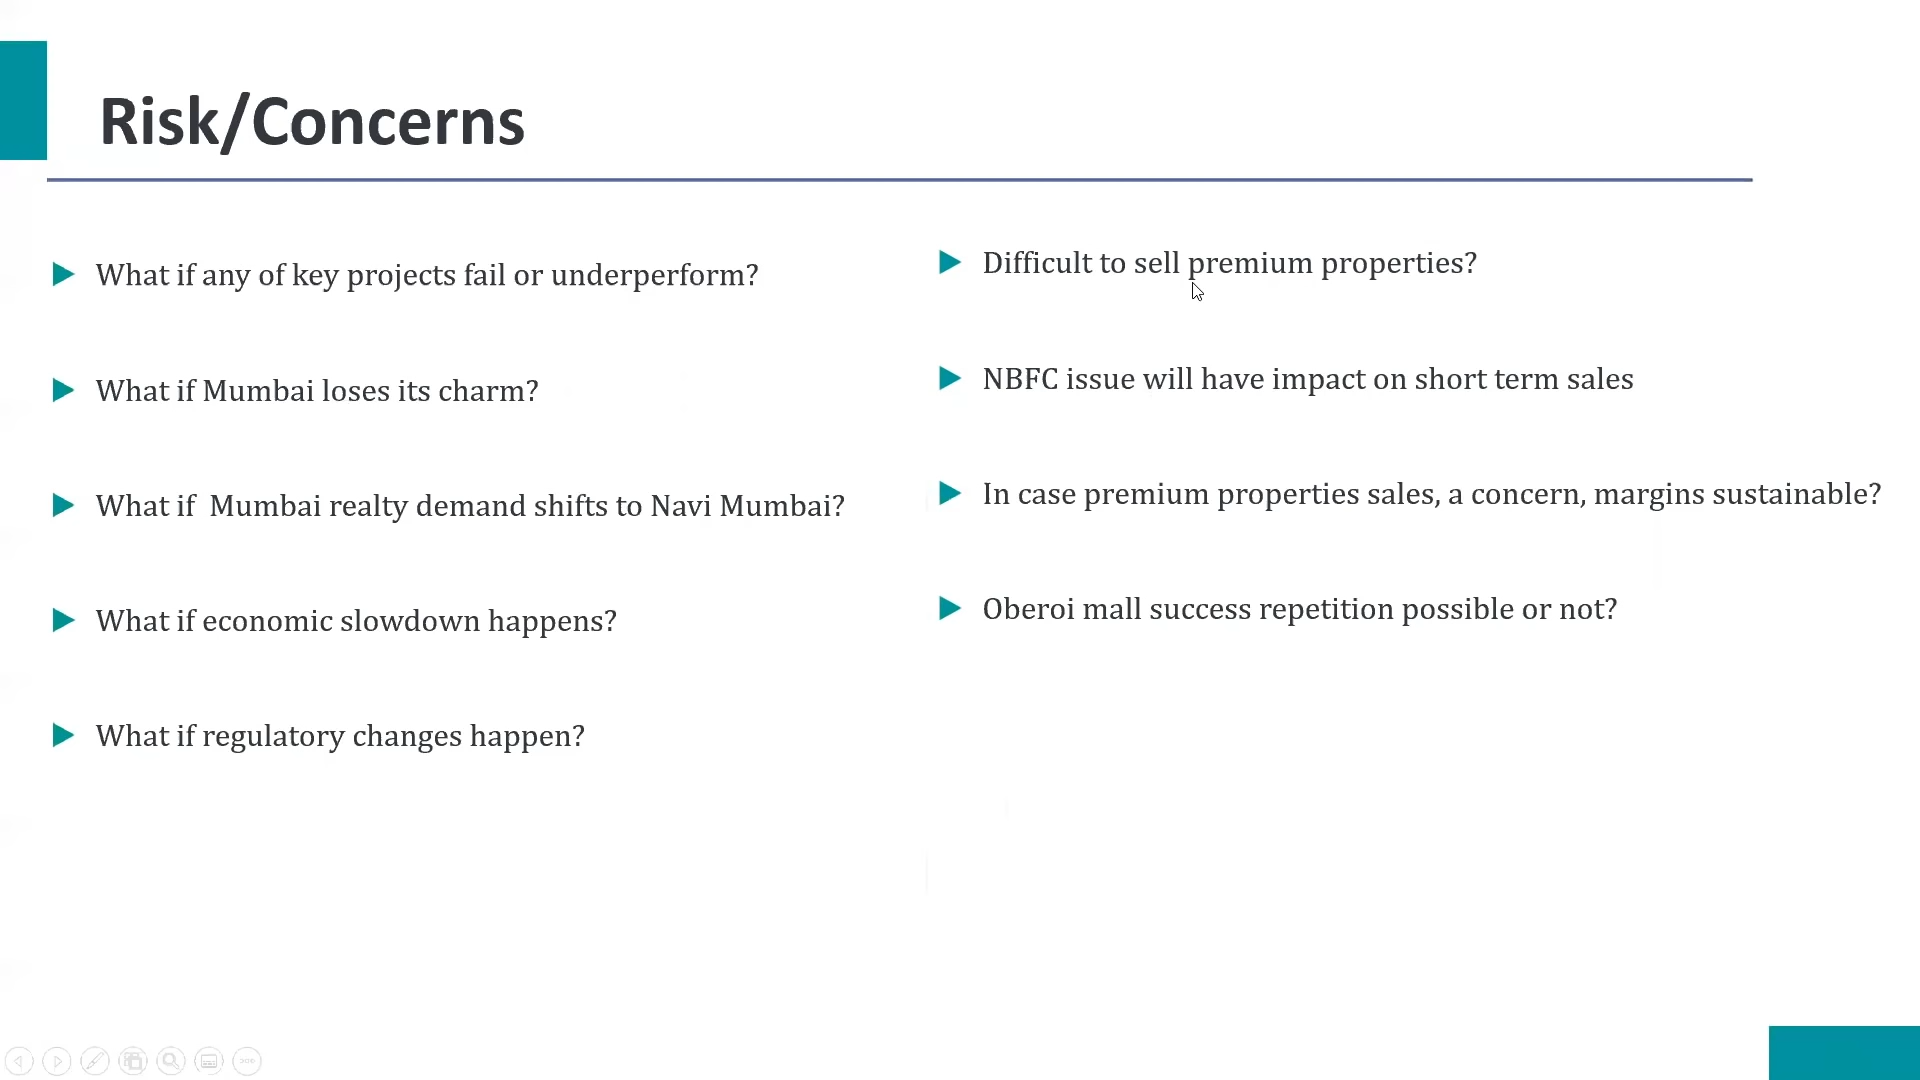 Risk/Concerns
What if any of key projects fail or underperform?
What if Mumbai loses its charm?
What if  Mumbai realty demand shifts to Navi Mumbai?
What if economic slowdown happens?
What if regulatory changes happen?
Difficult to sell premium properties?
NBFC issue will have impact on short term sales
In case premium properties sales, a concern, margins sustainable?
Oberoi mall success repetition possible or not?